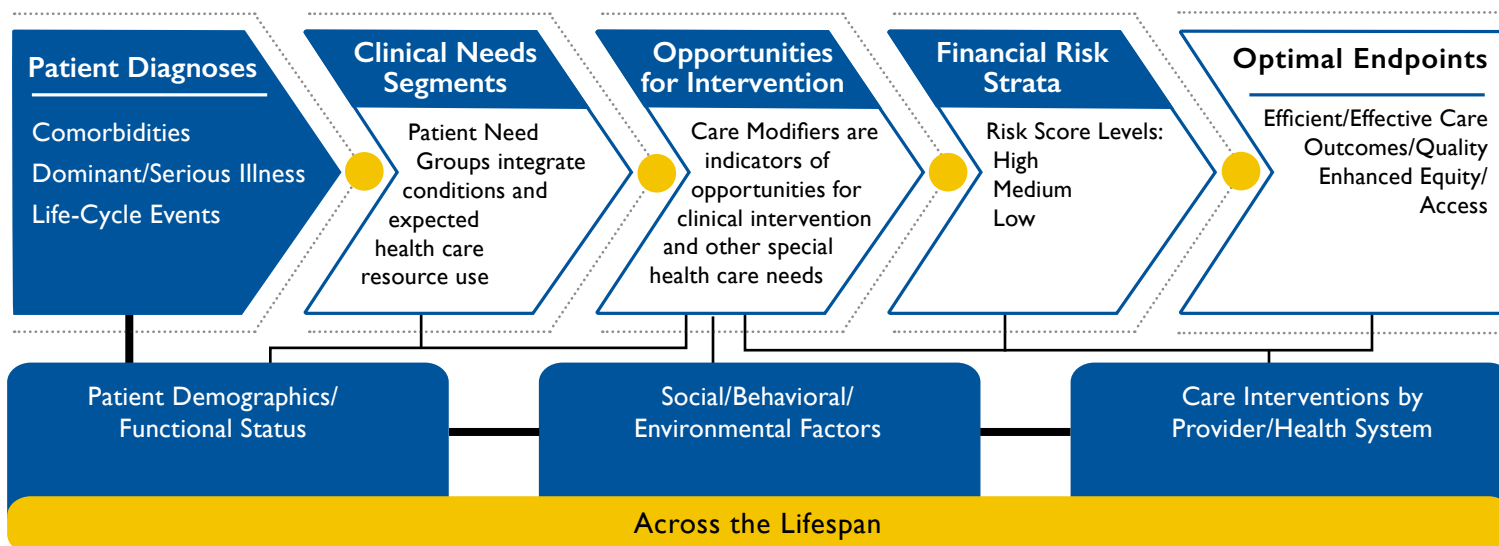 Patient Diagnoses
Comorbidities
Dominant/Serious Illness
Life-Cycle Events
Clinical Needs
Segments
Patient Need
Groups integrate
conditions and
expected
health care
resource use
Opportunities
for Intervention
Care Modifiers are
indicators of
opportunities for
clinical intervention
and other special
health care needs
Financial Risk
Strata
Risk Score Levels:
High
Medium
Low
Optimal Endpoints
Efficient/Effective Care
Outcomes/Quality
Enhanced Equity/
Access
Patient Demographics/
Functional Status
Social/Behavioral/
Environmental Factors
Care Interventions by
Provider/Health System
Across the Lifespan